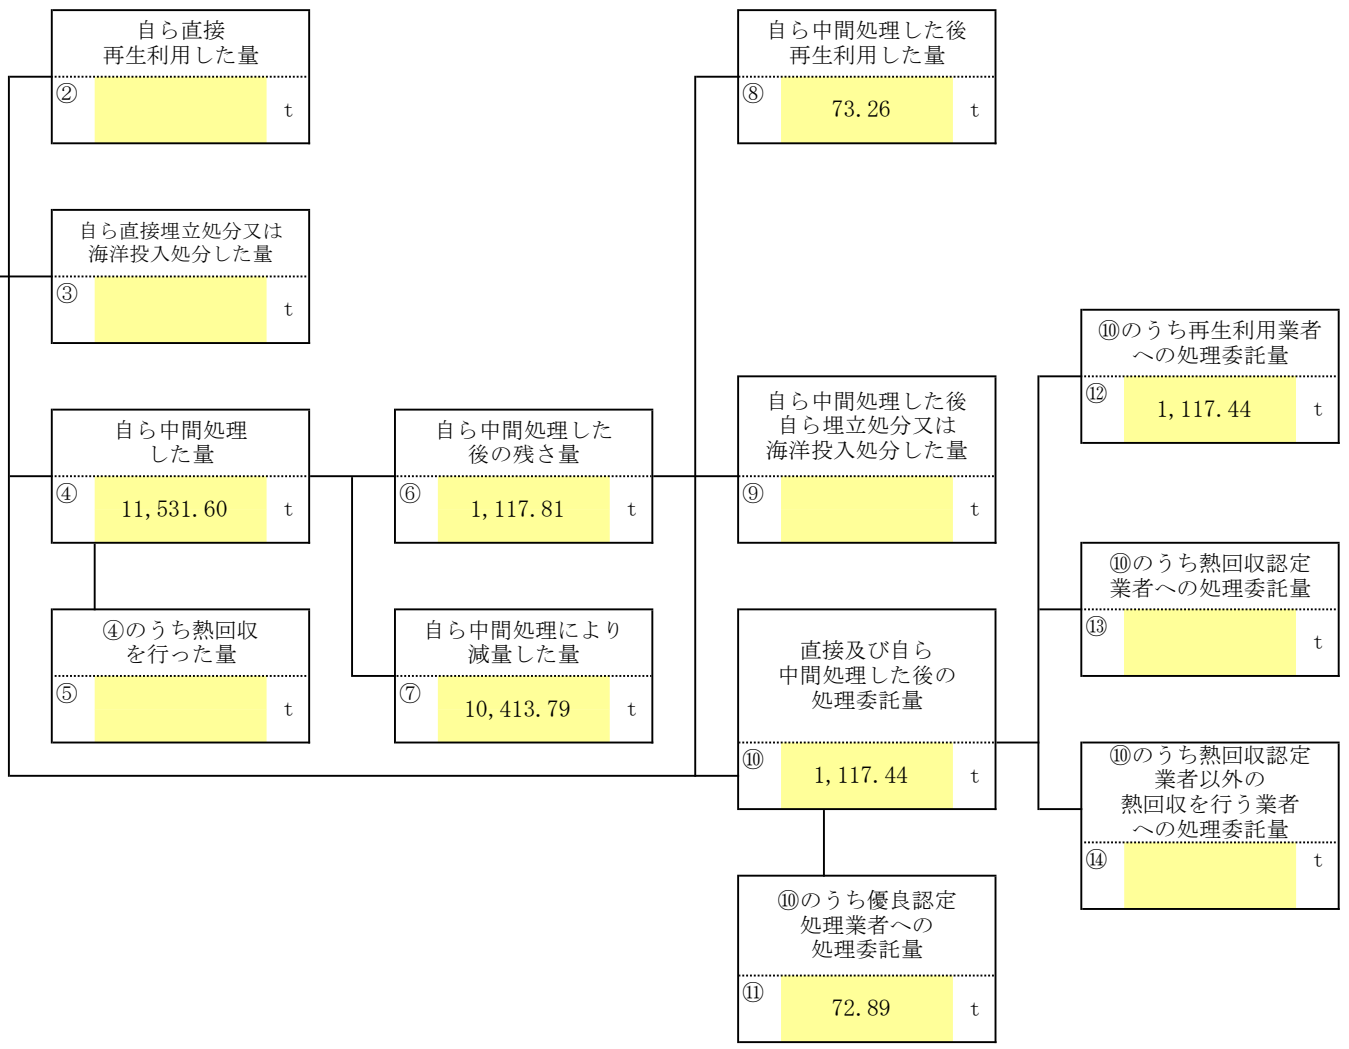 自ら直接
再生利用した量
②
t
自ら中間処理した後
再生利用した量
⑧
73.26
t
自ら直接埋立処分又は
海洋投入処分した量
③
t
⑩のうち再生利用業者
への処理委託量
⑫
1,117.44
t
自ら中間処理
した量
④
11,531.60
t
自ら中間処理した
後の残さ量
⑥
1,117.81
t
自ら中間処理した後
自ら埋立処分又は
海洋投入処分した量
⑨
t
⑩のうち熱回収認定
業者への処理委託量
⑬
t
④のうち熱回収
を行った量
⑤
t
自ら中間処理により
減量した量
⑦
10,413.79
t
直接及び自ら
中間処理した後の
処理委託量
⑩
1,117.44
t
⑩のうち熱回収認定
業者以外の
熱回収を行う業者
への処理委託量
⑭
t
⑩のうち優良認定
処理業者への
処理委託量
⑪
72.89
t